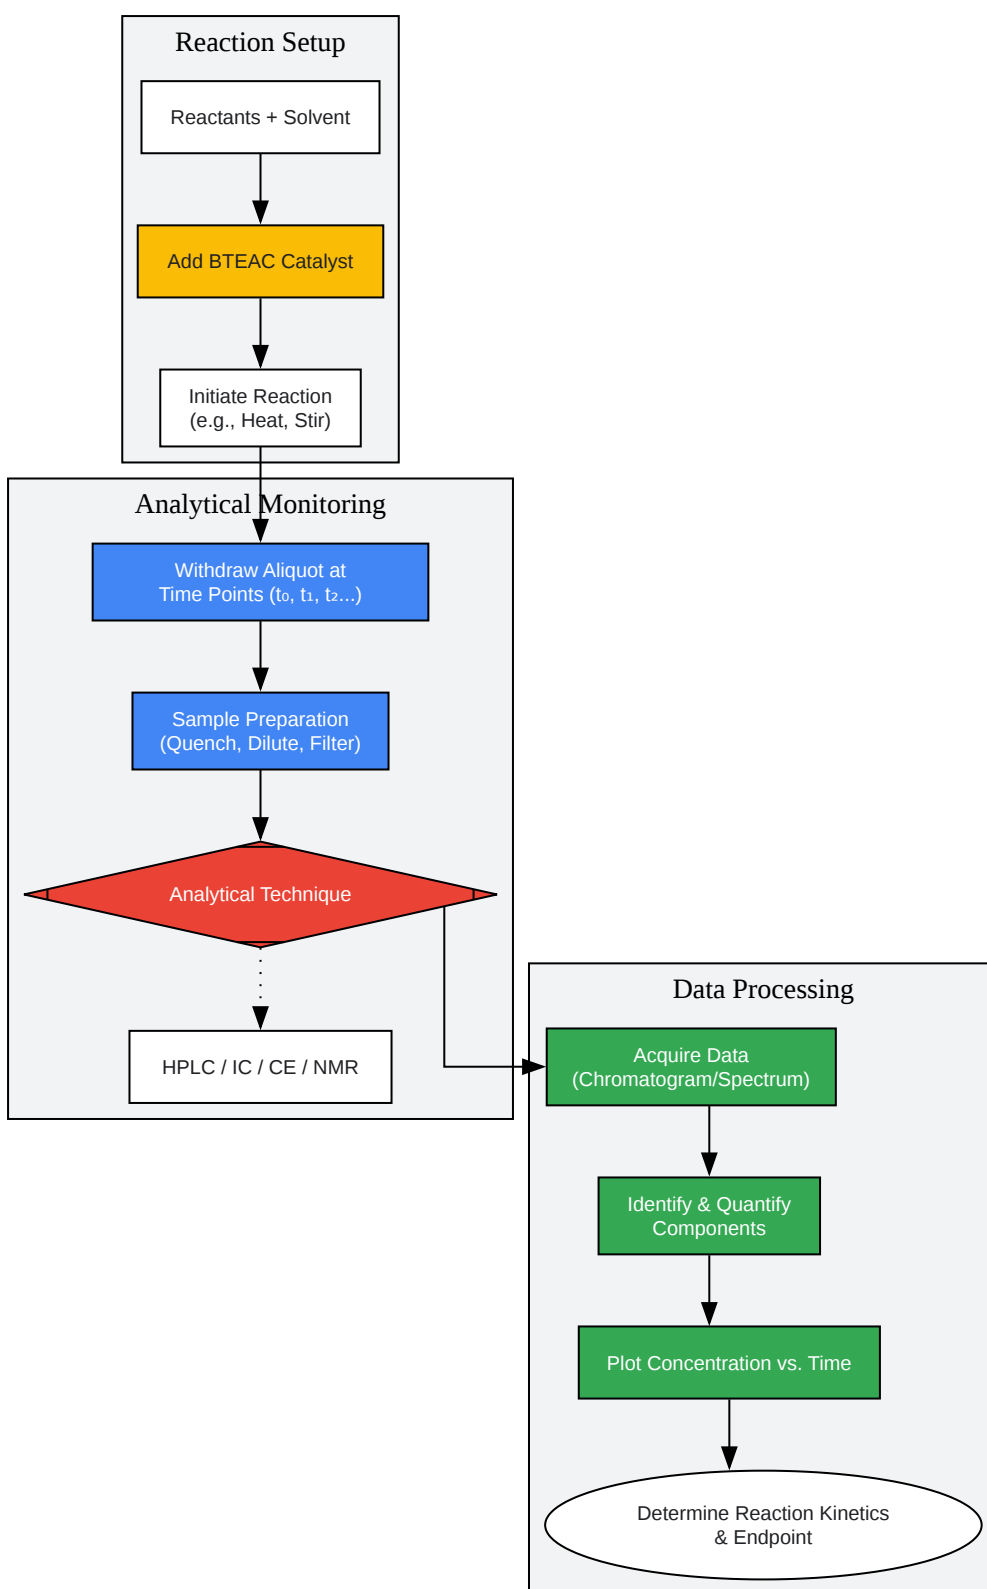 Reaction Setup
Reactants + Solvent
Add BTEAC Catalyst
Initiate Reaction
(e.g., Heat, Stir)
Analytical Monitoring
Withdraw Aliquot at
Time Points (t₀, t₁, t₂...)
Sample Preparation
(Quench, Dilute, Filter)
Analytical Technique
HPLC / IC / CE / NMR
Data Processing
Acquire Data
(Chromatogram/Spectrum)
Identify & Quantify
Components
Plot Concentration vs. Time
Determine Reaction Kinetics
& Endpoint